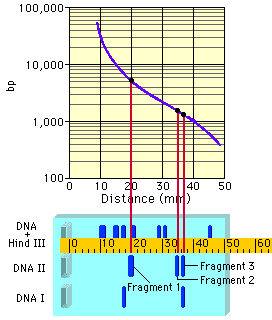 100,000
10,000
bp
1,000
100
0 10 20 30 40 50
Distance (mm)
DNA
+
Hind III
0 10 20 30 40 50 60
DNA II
Fragment 3
Fragment 1
Fragment 2
DNA I